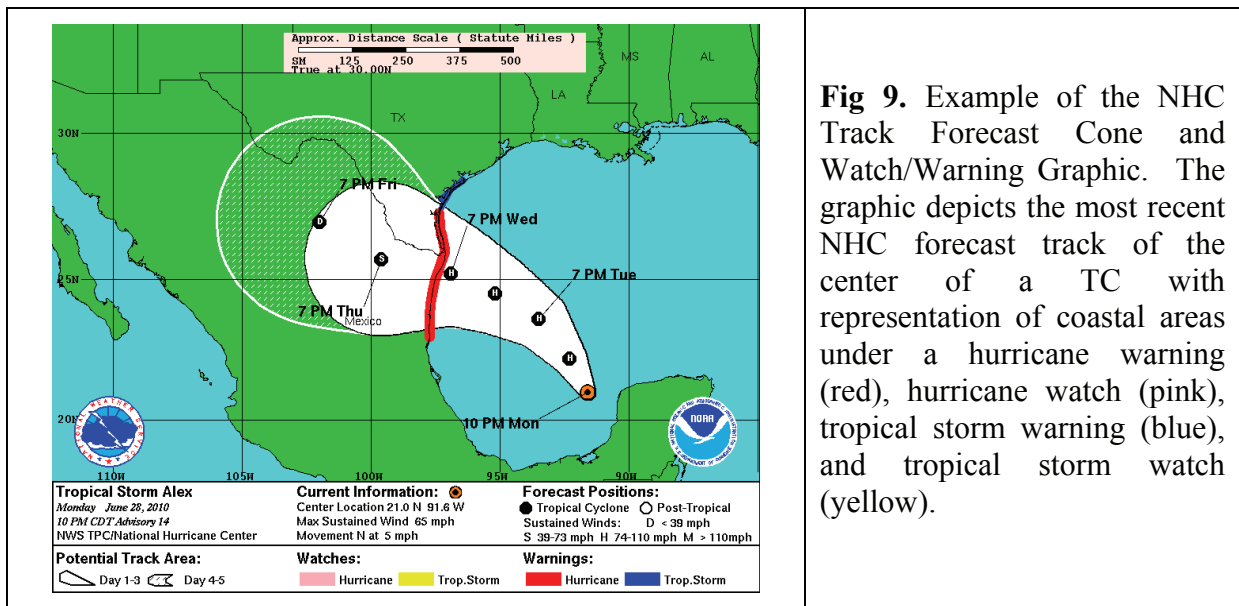 Approx. Distance Scale ( Statute Miles )
SM 125 250 375 500
True at 30.00N
MS AL
LA
TX
30N
7 PM Fri
7 PM Wed
D
H
7 PM Tue
S
25N
H
H
7 PM Thu
Mexico
H
10 PM Mon
20N
NATIONAL WEATHER SERVICE
NOAA
110W 105W 100W 95W 90W
Tropical Storm Alex
Monday June 28, 2010
10 PM CDT Advisory 14
NWS TPC/National Hurricane Center
Current Information:
Center Location 21.0 N 91.6 W
Max Sustained Wind 65 mph
Movement N at 5 mph
Forecast Positions:
Tropical Cyclone Post-Tropical
Sustained Winds: D < 39 mph
S 39-73 mph H 74-110 mph M > 110mph
Potential Track Area:
Day 1-3 Day 4-5
Watches:
Hurricane Trop.Storm
Warnings:
Hurricane Trop.Storm
Fig 9. Example of the NHC
Track Forecast Cone and
Watch/Warning Graphic. The
graphic depicts the most recent
NHC forecast track of the
center of a TC with
representation of coastal areas
under a hurricane warning
(red), hurricane watch (pink),
tropical storm warning (blue),
and tropical storm watch
(yellow).